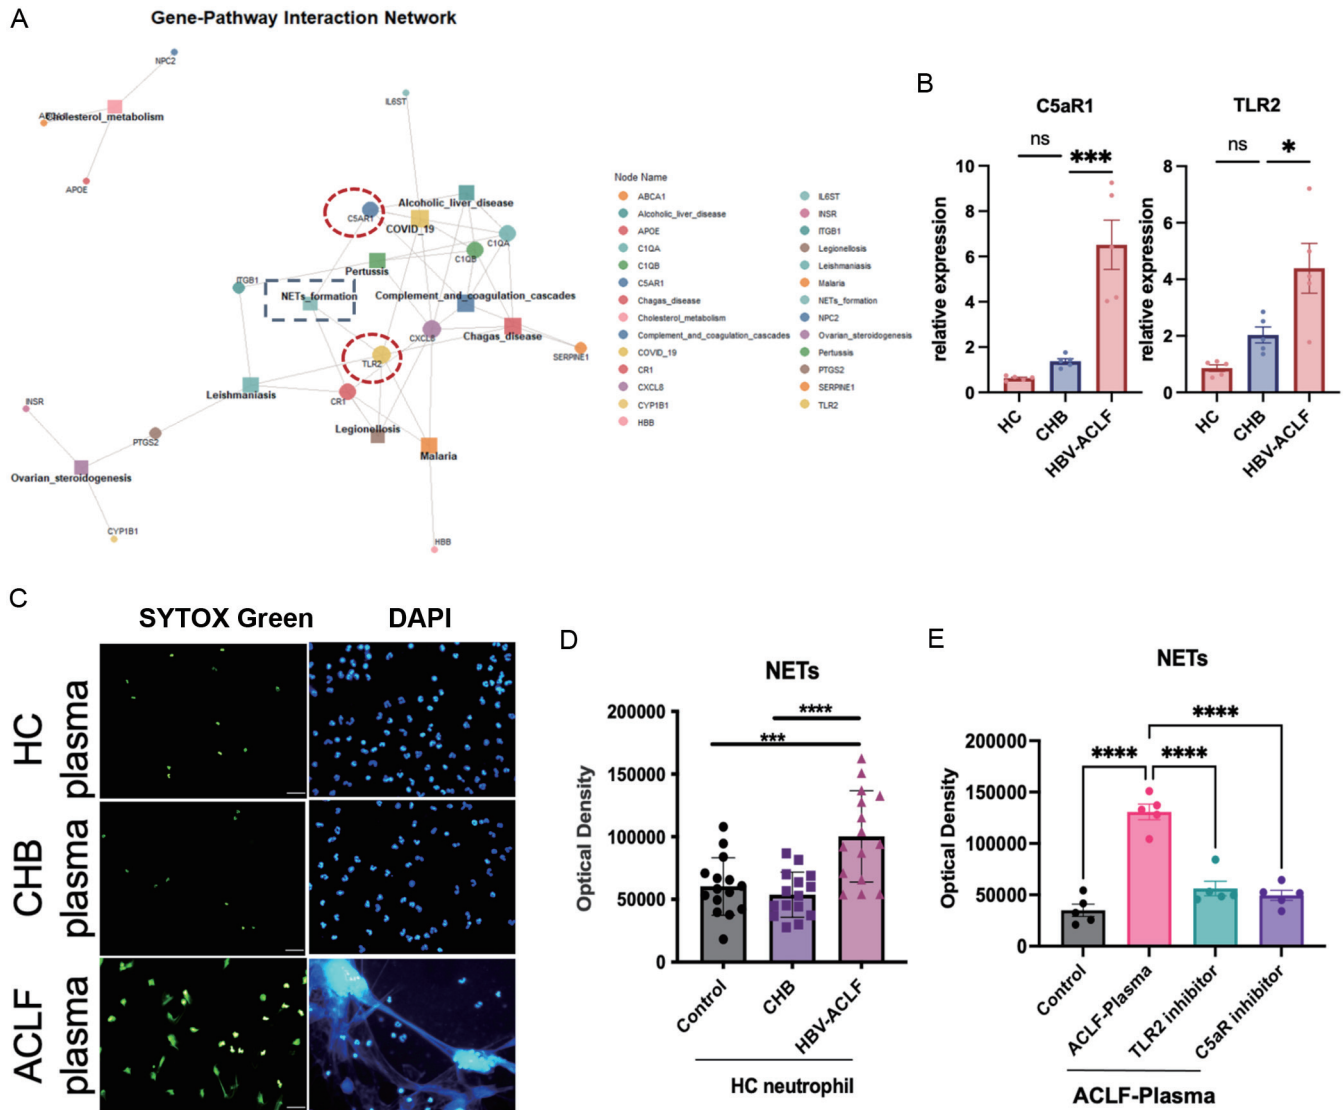 A
Gene-Pathway Interaction Network
NPC2
Cholesterol_metabolism
APOE
IL6ST
C5AR1
Alcoholic_liver_disease
COVID_19
C1QA
C1QB
Pertussis
ITGB1
NETs_formation
Complement_and_coagulation_cascades
CXCL8
Chagas_disease
SERPINE1
TLR2
Leishmaniasis
CR1
INSR
Legionellosis
PTGS2
Malaria
Ovarian_steroidogenesis
CYP1B1
HBB
Node Name
ABCA1
Alcoholic_liver_disease
APOE
C1QA
C1QB
C5AR1
Chagas_disease
Cholesterol_metabolism
Complement_and_coagulation_cascades
COVID_19
CR1
CXCL8
CYP1B1
HBB
IL6ST
INSR
ITGB1
Legionellosis
Leishmaniasis
Malaria
NETs_formation
NPC2
Ovarian_steroidogenesis
Pertussis
PTGS2
SERPINE1
TLR2
B
C5aR1
ns
***
relative expression
10
8
6
4
2
0
HC
CHB
HBV-ACLF
TLR2
ns
*
relative expression
8
6
4
2
0
HC
CHB
HBV-ACLF
C
SYTOX Green
DAPI
HC
plasma
CHB
plasma
ACLF
plasma
D
NETs
****
***
Optical Density
200000
150000
100000
50000
0
Control
CHB
HBV-ACLF
HC neutrophil
E
NETs
****
**** ****
Optical Density
200000
150000
100000
50000
0
Control
ACLF-Plasma
TLR2 inhibitor
C5aR inhibitor
ACLF-Plasma